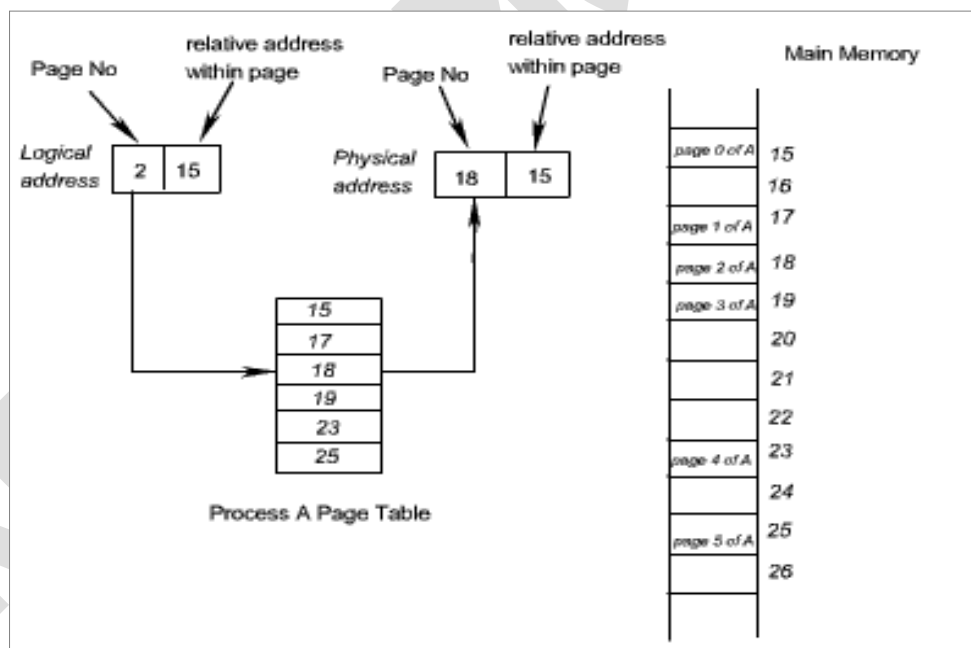 Page No
relative address
within page
Logical
address
2 15
Page No
relative address
within page
Physical
address
18 15
15
17
18
19
23
25
Process A Page Table
Main Memory
page 0 of A 15
16
page 1 of A 17
page 2 of A 18
page 3 of A 19
20
21
22
page 4 of A 23
24
page 5 of A 25
26